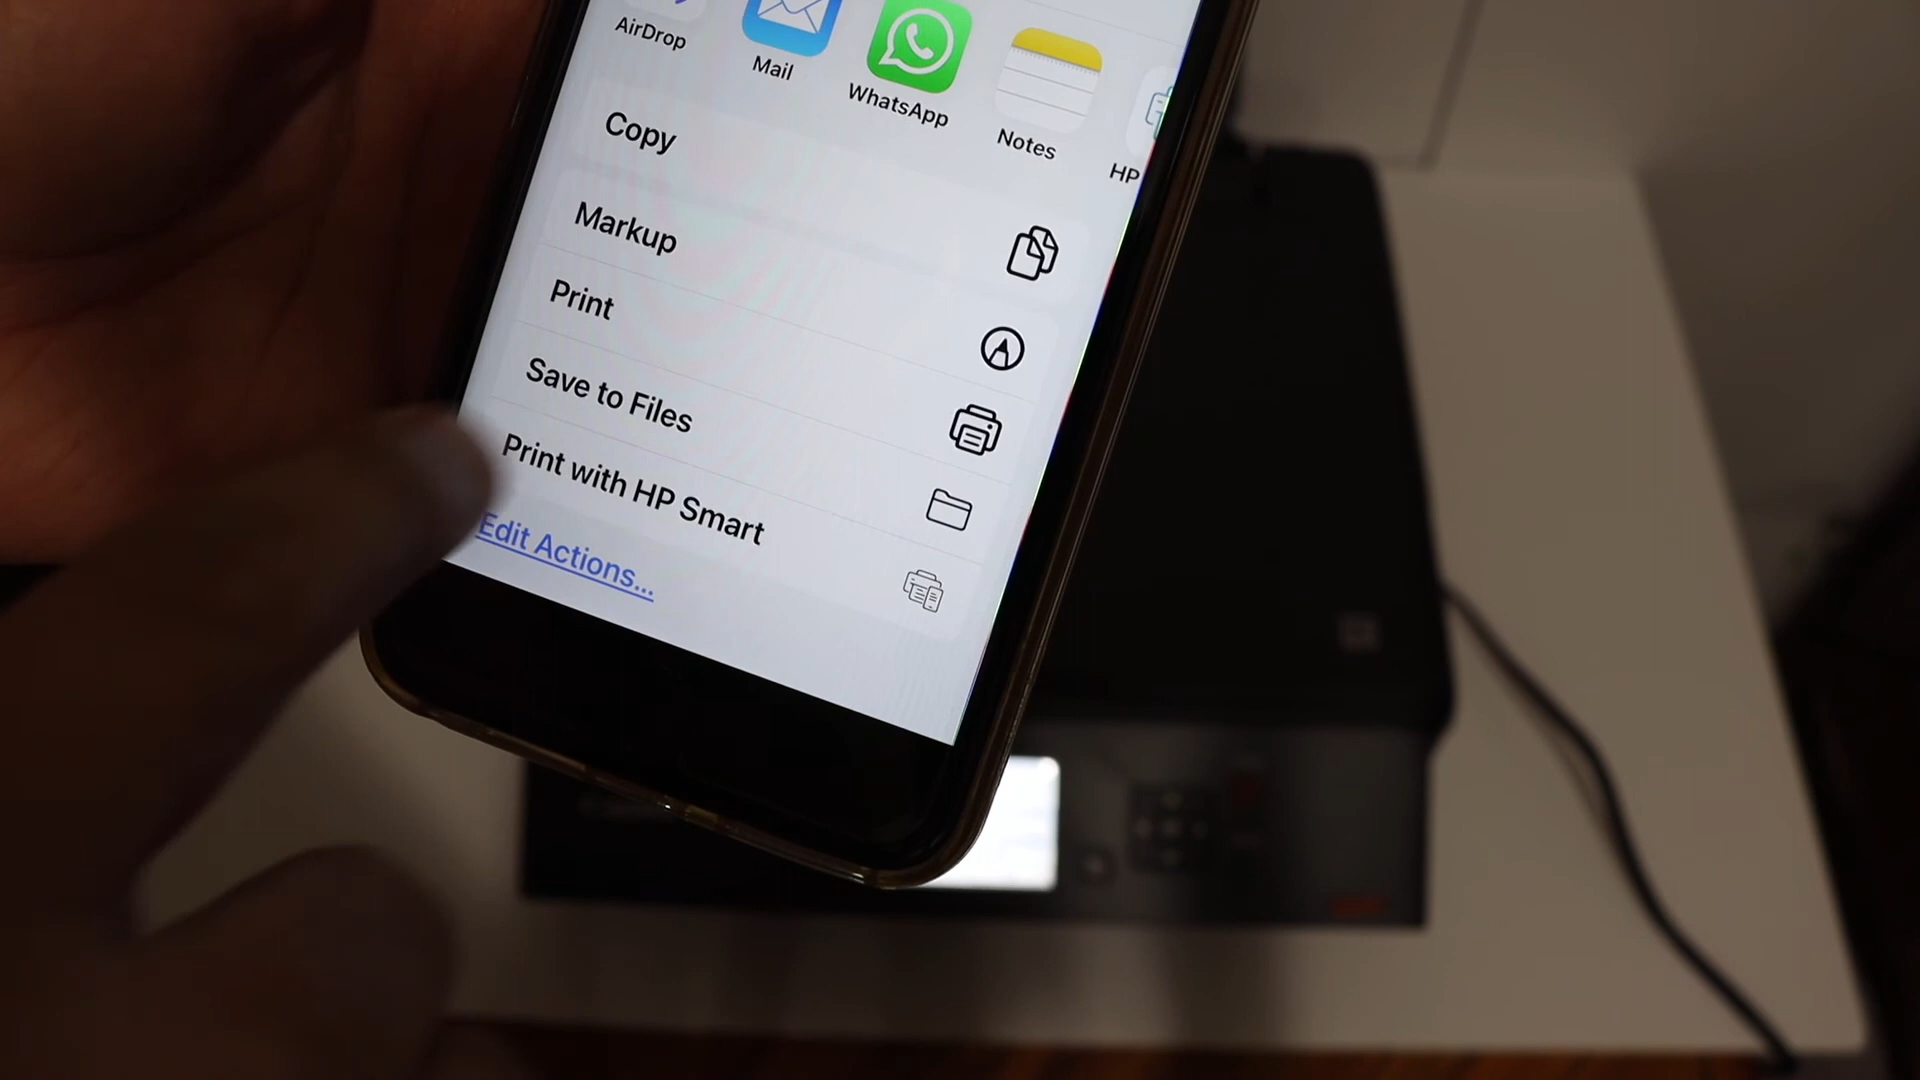 AirDrop
Mail
WhatsApp
Notes
HP
Copy
Markup
Print
Save to Files
Print with HP Smart
Edit Actions...